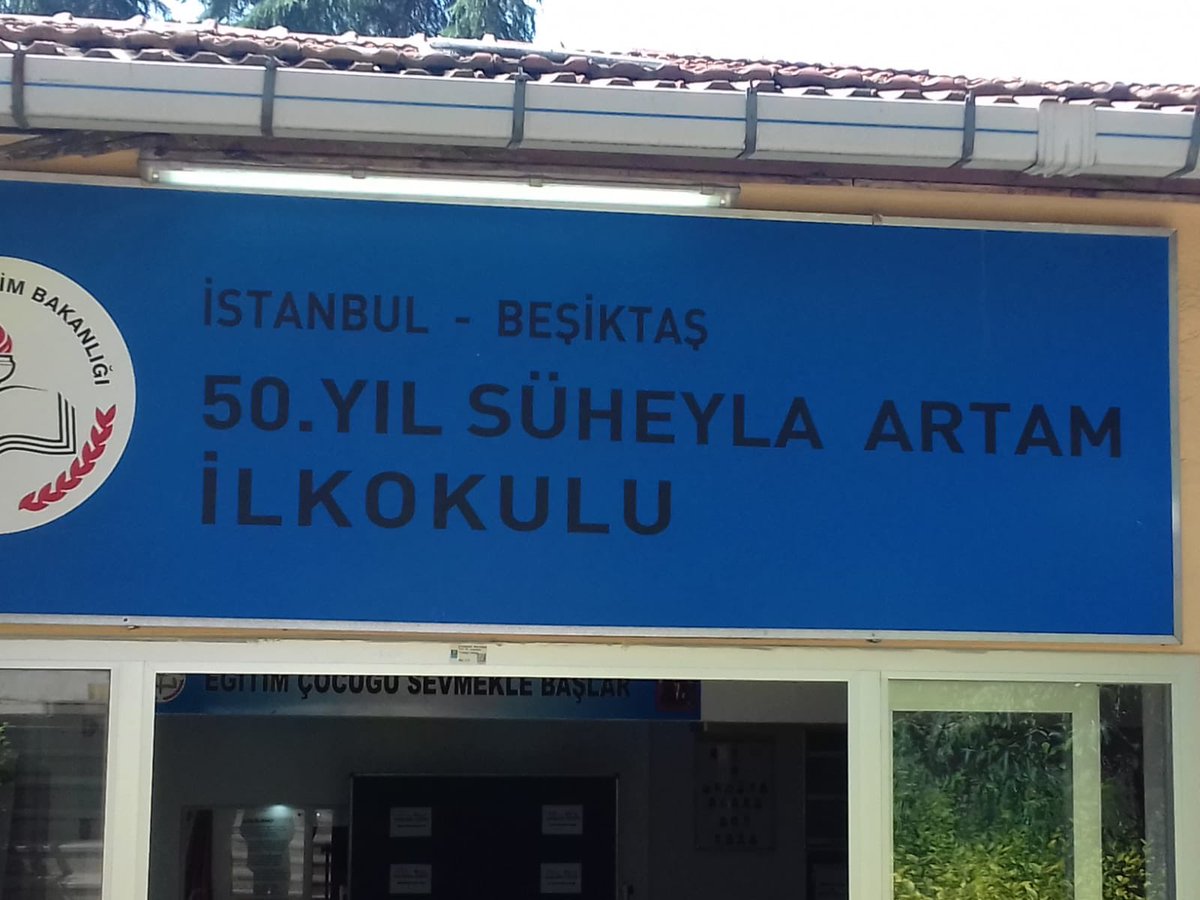 İM BAKANLIĞI
İSTANBUL - BEŞİKTAŞ
50.YIL SÜHEYLA ARTAM
İLKOKULU
EĞİTİM ÇOCUĞU SEVMEKLE BAŞLAR